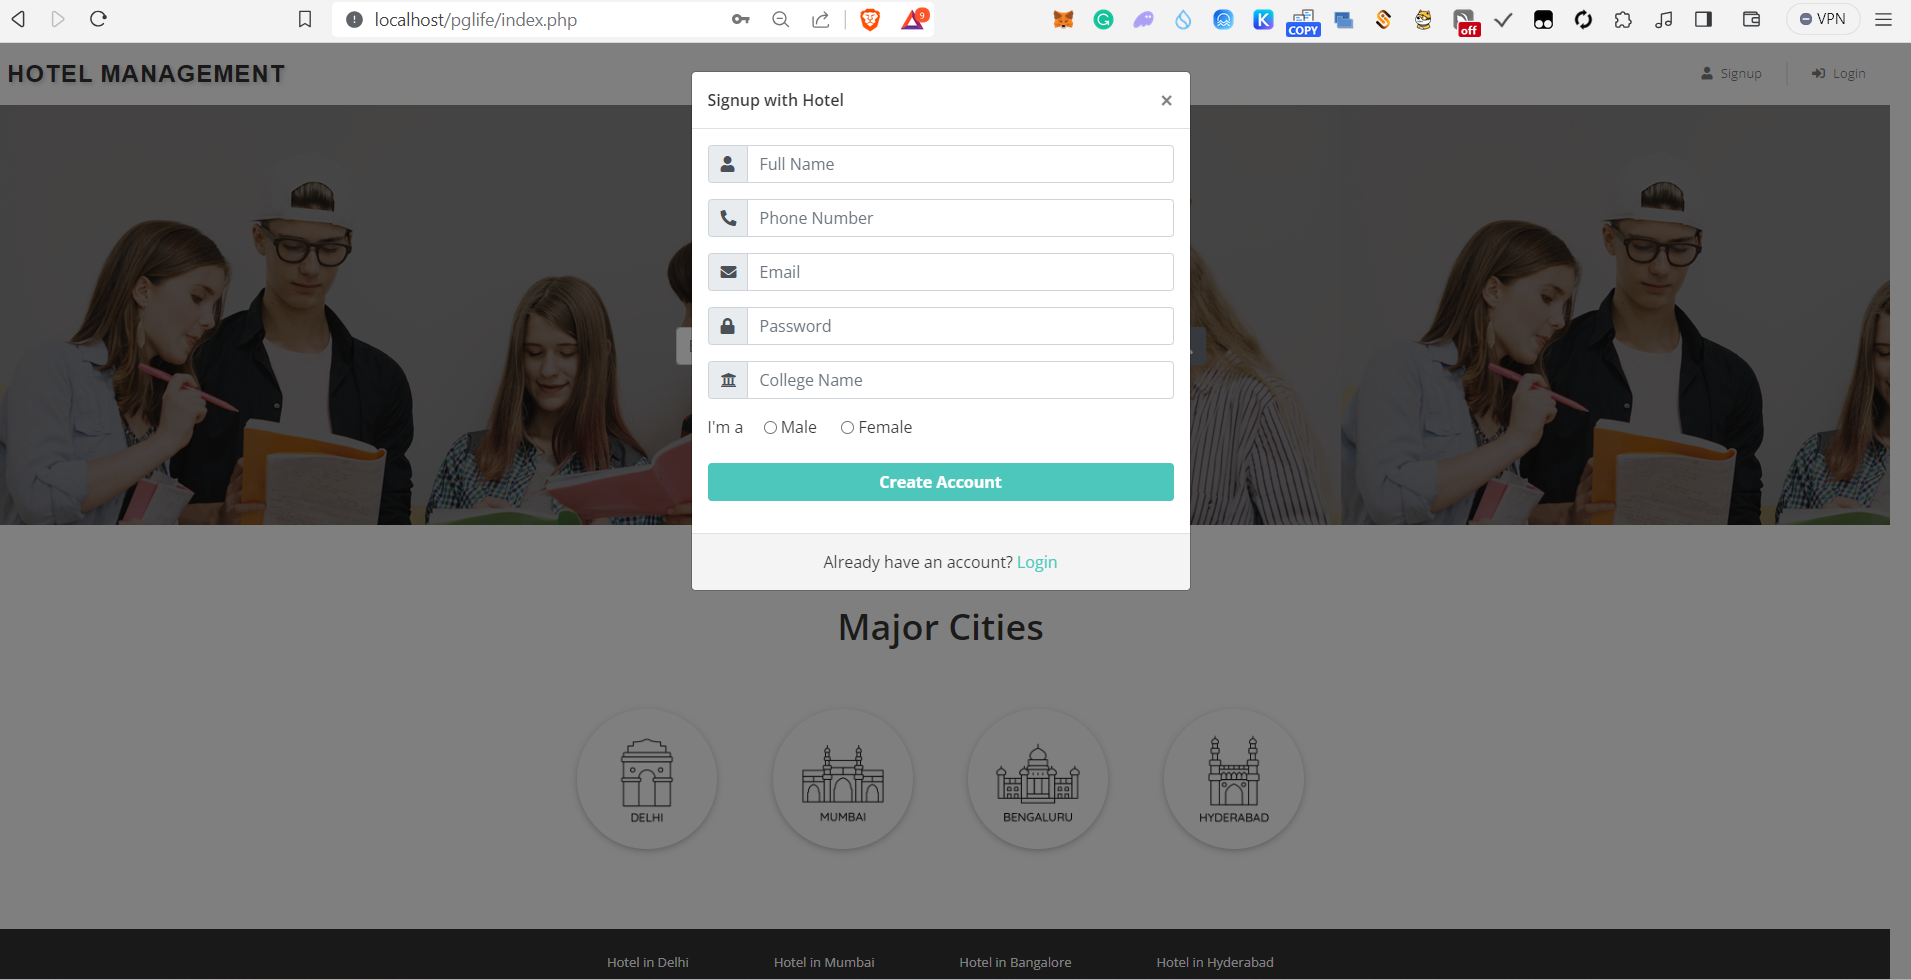 localhost/pglife/index.php
9
COPY
off
VPN
HOTEL MANAGEMENT
Signup
Login
Signup with Hotel
×
Full Name
Phone Number
Email
Password
College Name
I'm a Male Female
Create Account
Already have an account? Login
Major Cities
DELHI
MUMBAI
BENGALURU
HYDERABAD
Hotel in Delhi
Hotel in Mumbai
Hotel in Bangalore
Hotel in Hyderabad